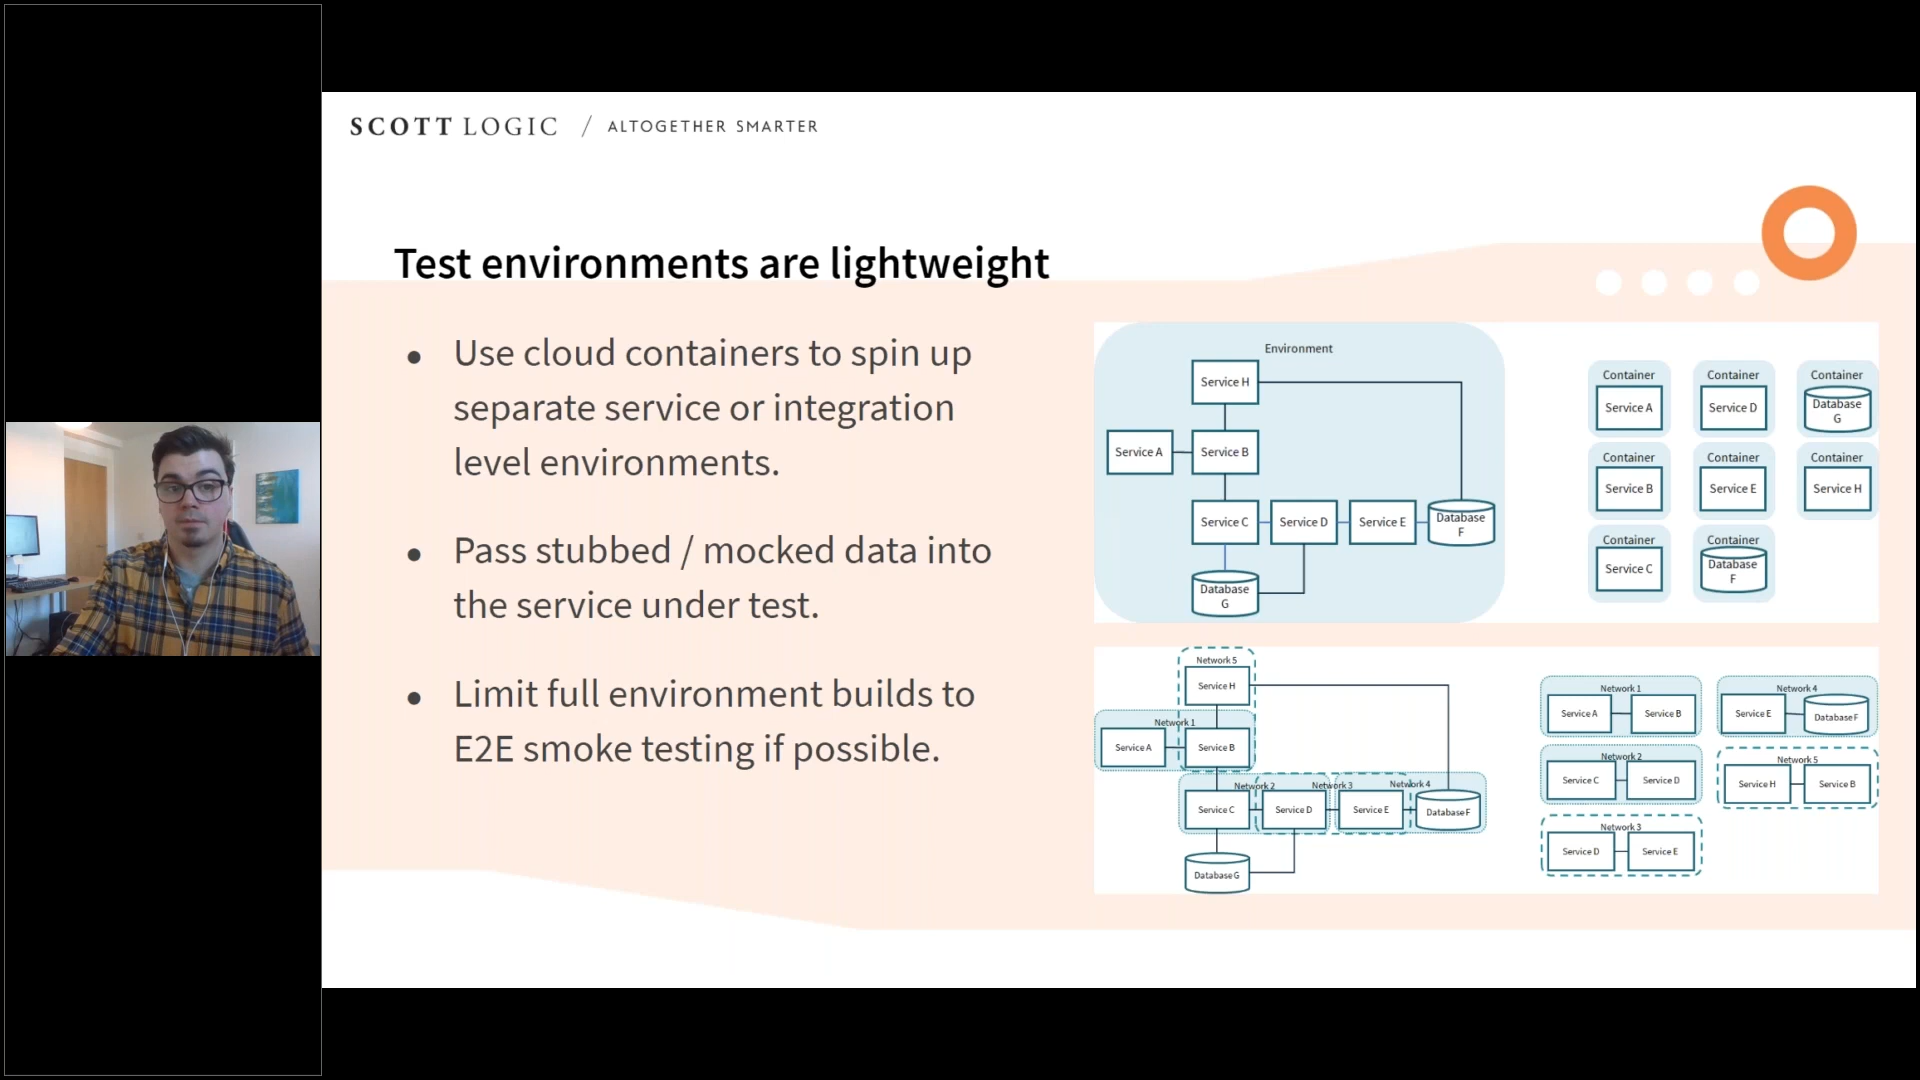 SCOTT LOGIC / ALTOGETHER SMARTER
Test environments are lightweight
● Use cloud containers to spin up
separate service or integration
level environments.
● Pass stubbed / mocked data into
the service under test.
● Limit full environment builds to
E2E smoke testing if possible.
Environment
Service H
Service A
Service B
Service C
Service D
Service E
Database
F
Database
G
Container
Service A
Container
Service D
Container
Database
G
Container
Service B
Container
Service E
Container
Service H
Container
Service C
Container
Database
F
Network 5
Service H
Network 1
Service A
Service B
Network 2
Network 3
Network 4
Service C
Service D
Service E
Database F
Database G
Network 1
Service A
Service B
Network 4
Service E
Database F
Network 2
Service C
Service D
Network 5
Service H
Service B
Network 3
Service D
Service E